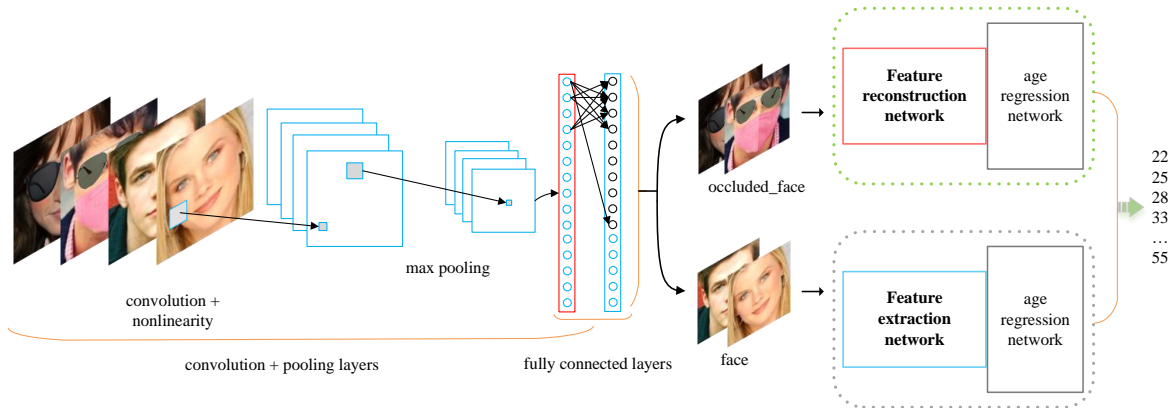 convolution +
nonlinearity
max pooling
convolution + pooling layers
fully connected layers
occluded_face
face
Feature
reconstruction
network
age
regression
network
Feature
extraction
network
age
regression
network
22
25
28
33
...
55